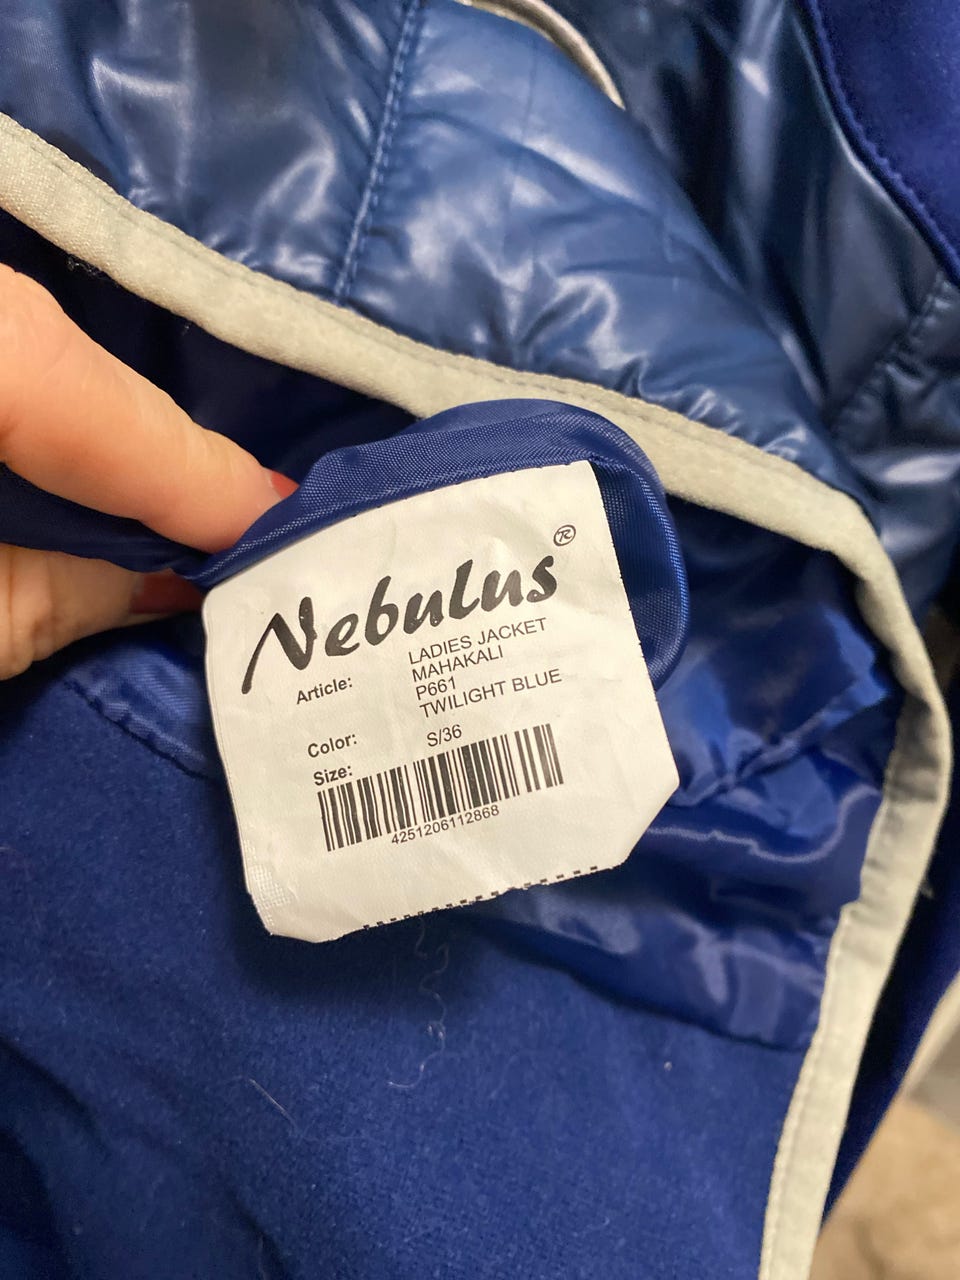 Nebulus®
Article: LADIES JACKET
MAHAKALI
P661
Color: TWILIGHT BLUE
Size: S/36
4251206112868